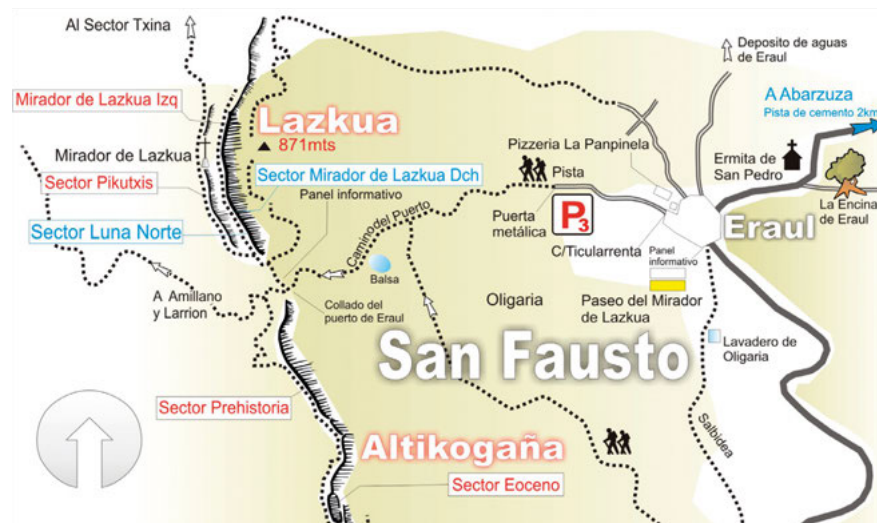 Al Sector Txina
Deposito de aguas
de Eraul
A Abarzuza
Pista de cemento 2km
Mirador de Lazkua Izq
Lazkua
871mts
Pizzeria La Panpinela
Ermita de
San Pedro
Mirador de Lazkua
Sector Pikutxis
Sector Mirador de Lazkua Dch
Panel informativo
Pista
Puerta
metálica
P3
La Encina
de Eraul
Sector Luna Norte
Camino del Puerto
C/Ticularrenta
Eraul
Panel
informativo
Balsa
A Amillano
y Larrion
Collado del
puerto de Eraul
Oligaria
Paseo del Mirador
de Lazkua
San Fausto
Lavadero de
Oligaria
Sector Prehistoria
Salbidea
Altikogaña
Sector Eoceno